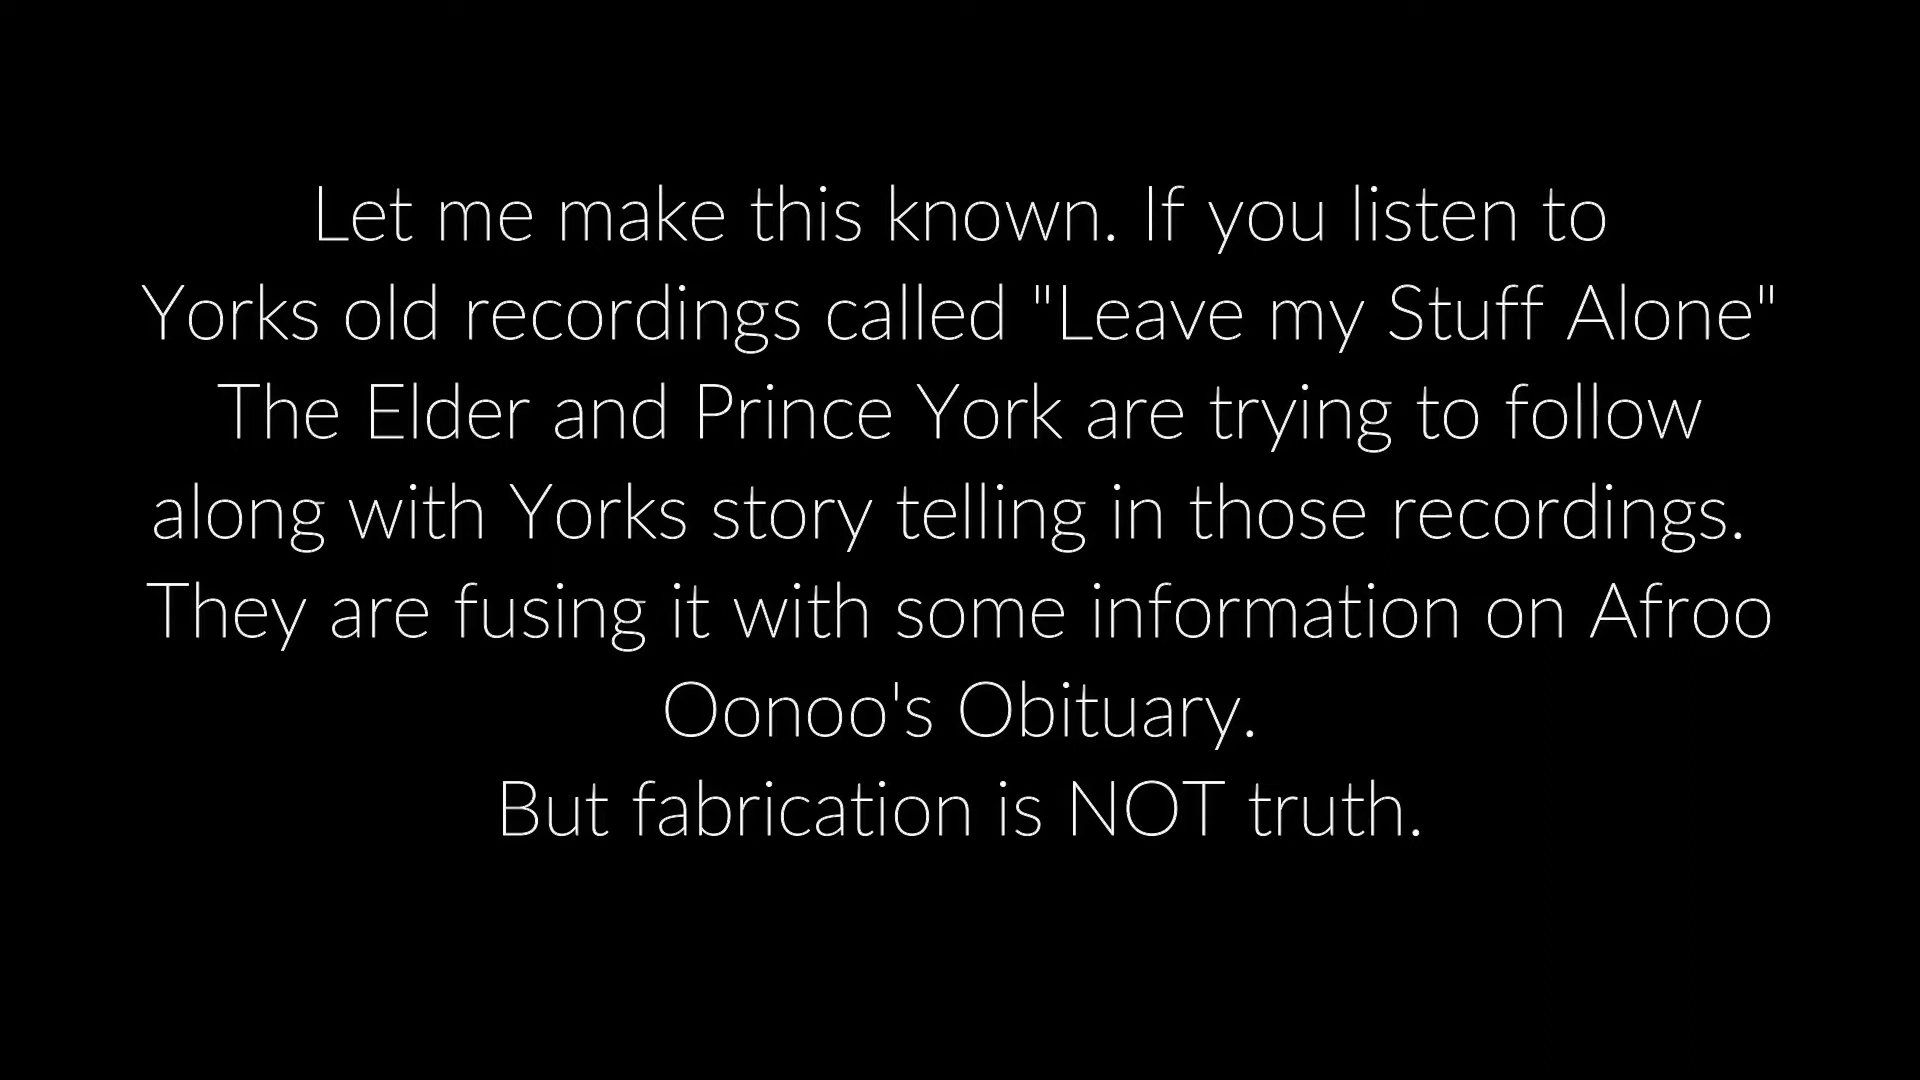 Let me make this known. If you listen to
Yorks old recordings called "Leave my Stuff Alone"
The Elder and Prince York are trying to follow
along with Yorks story telling in those recordings.
They are fusing it with some information on Afroo
Oonoo's Obituary.
But fabrication is NOT truth.